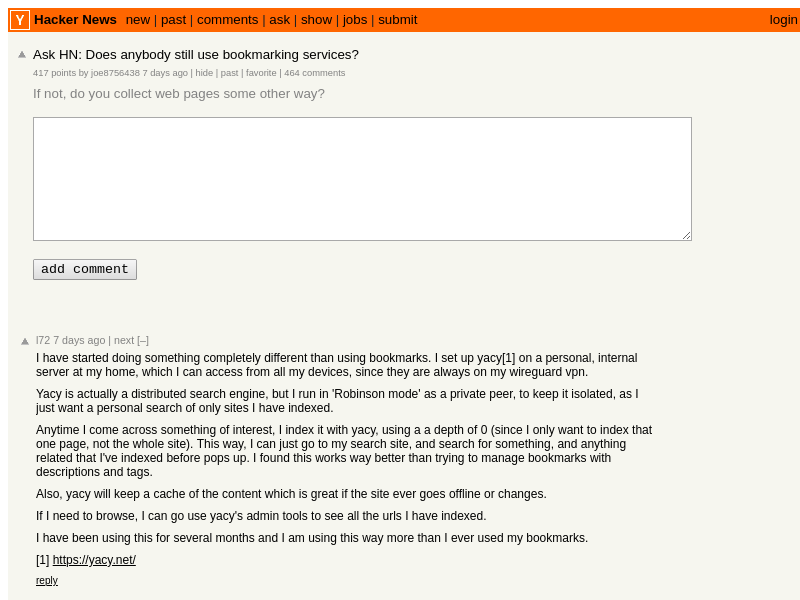 Y Hacker News new | past | comments | ask | show | jobs | submit login
Ask HN: Does anybody still use bookmarking services?
417 points by joe8756438 7 days ago | hide | past | favorite | 464 comments
If not, do you collect web pages some other way?
add comment
l72 7 days ago | next [–]
I have started doing something completely different than using bookmarks. I set up yacy[1] on a personal, internal
server at my home, which I can access from all my devices, since they are always on my wireguard vpn.
Yacy is actually a distributed search engine, but I run in 'Robinson mode' as a private peer, to keep it isolated, as I
just want a personal search of only sites I have indexed.
Anytime I come across something of interest, I index it with yacy, using a a depth of 0 (since I only want to index that
one page, not the whole site). This way, I can just go to my search site, and search for something, and anything
related that I've indexed before pops up. I found this works way better than trying to manage bookmarks with
descriptions and tags.
Also, yacy will keep a cache of the content which is great if the site ever goes offline or changes.
If I need to browse, I can go use yacy's admin tools to see all the urls I have indexed.
I have been using this for several months and I am using this way more than I ever used my bookmarks.
[1] https://yacy.net/
reply